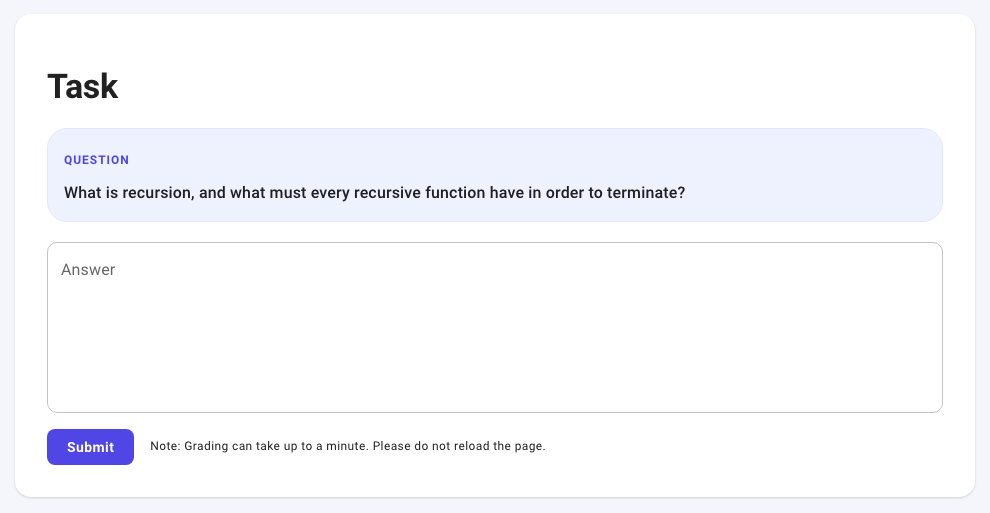 Task
QUESTION
What is recursion, and what must every recursive function have in order to terminate?
Answer
Submit
Note: Grading can take up to a minute. Please do not reload the page.